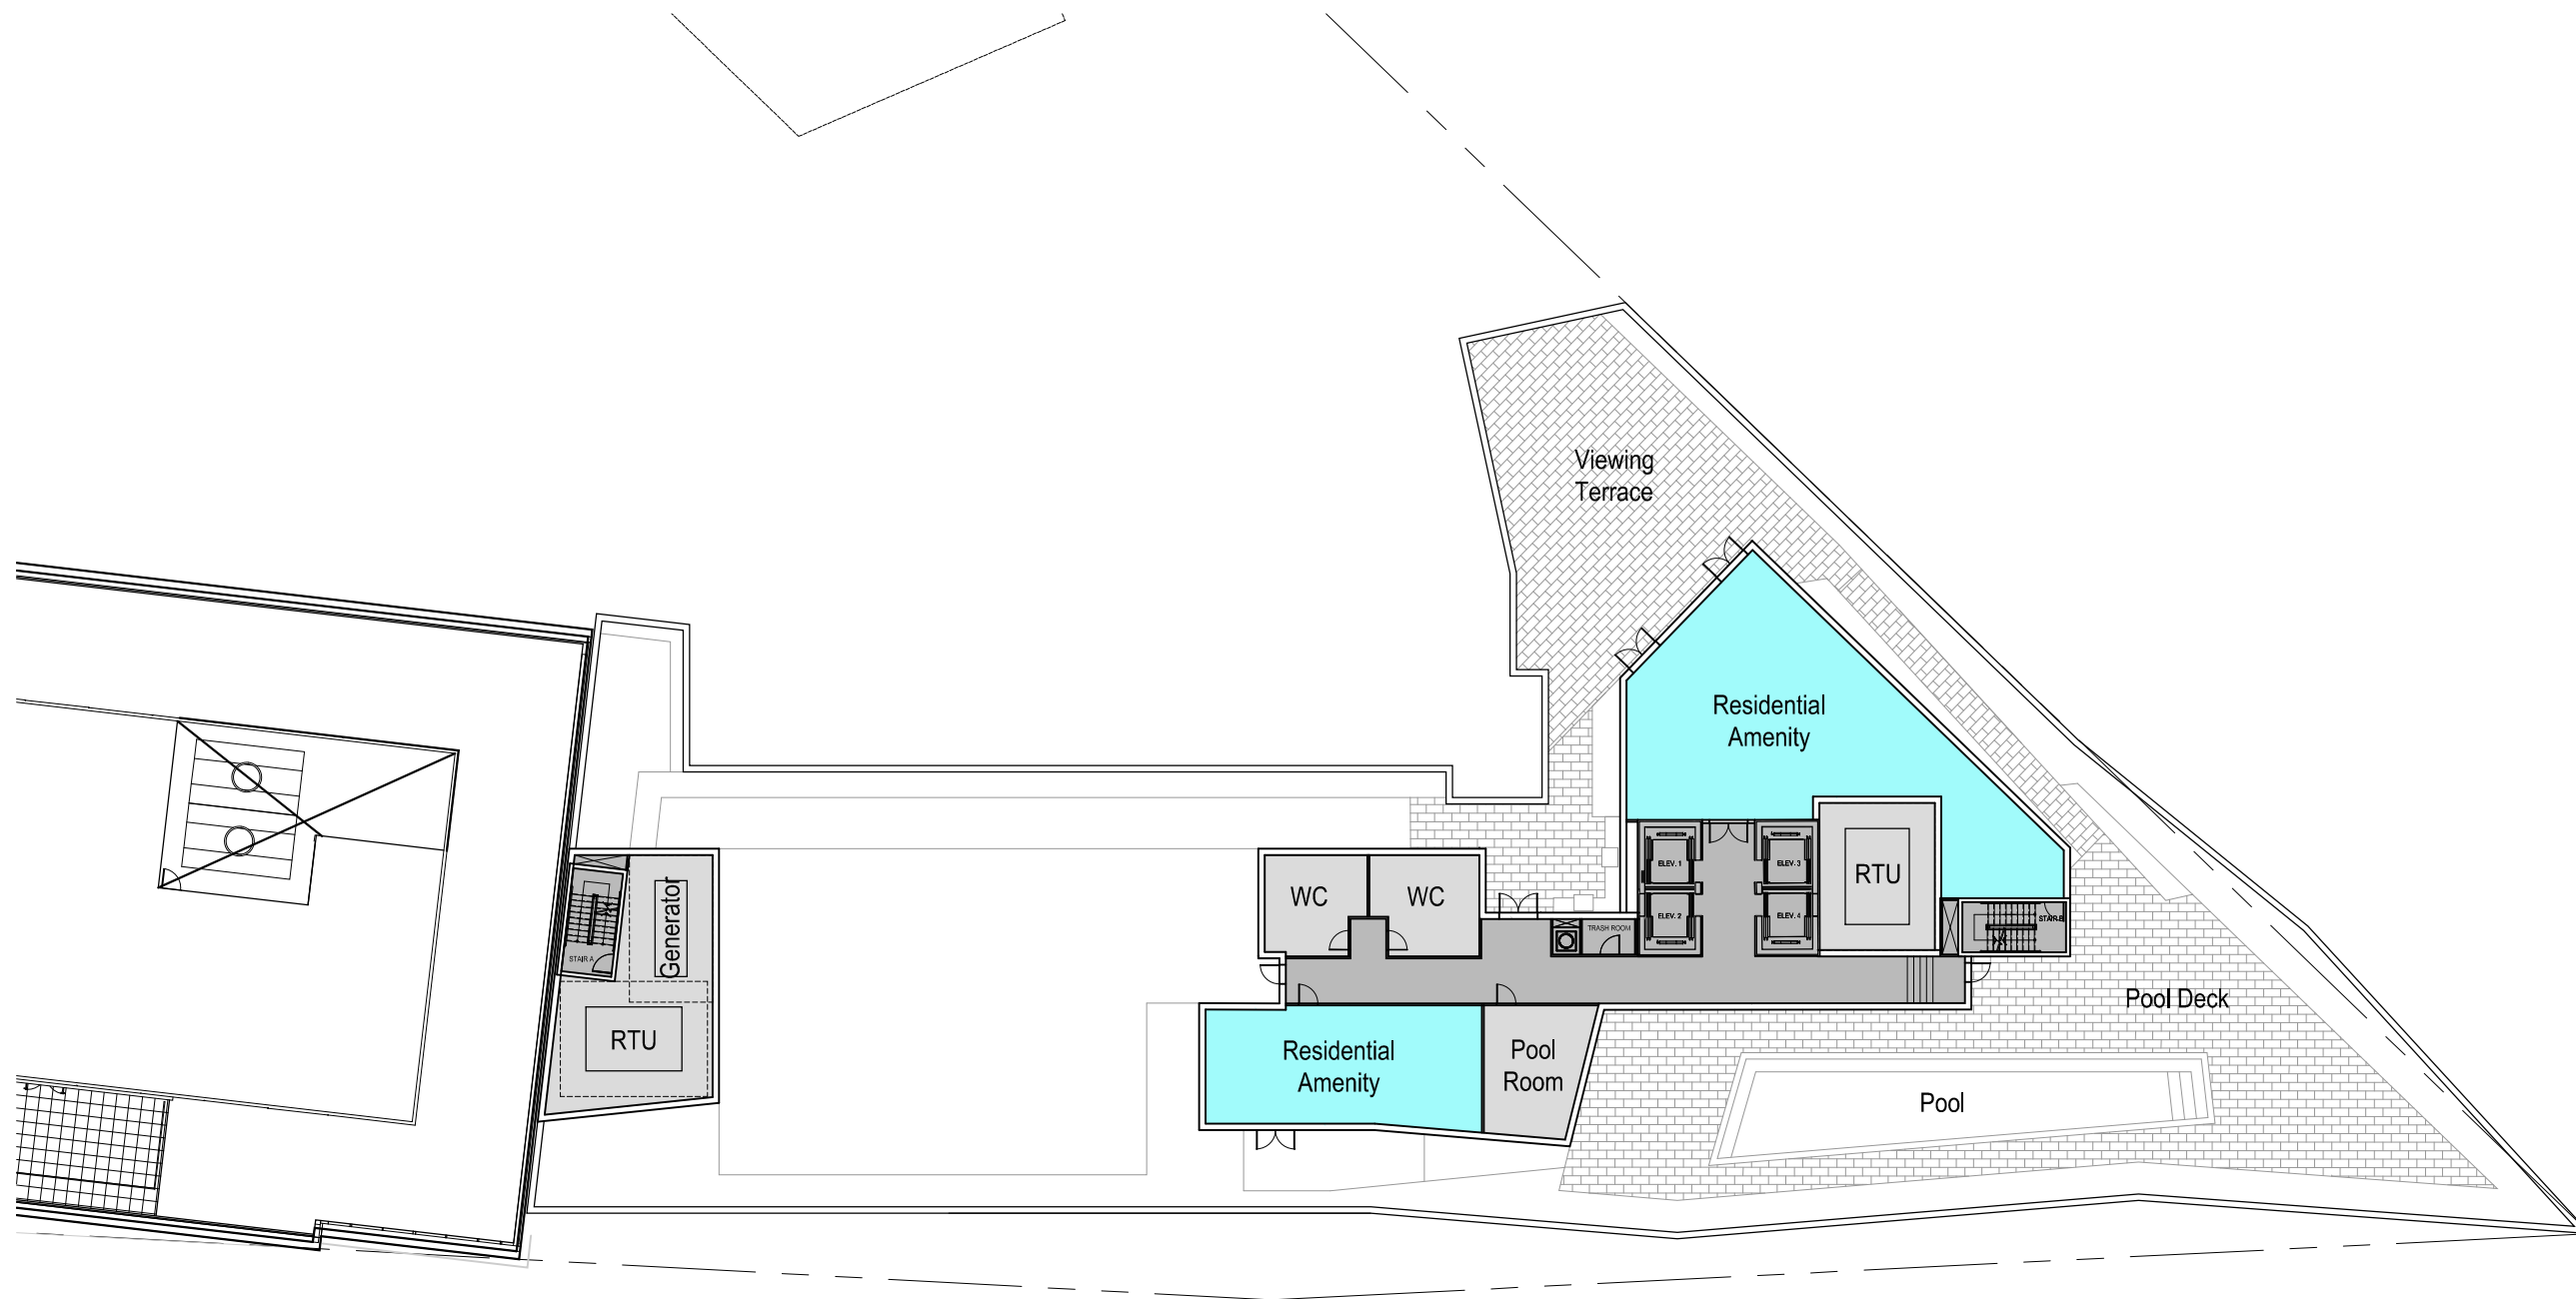 Viewing
Terrace
Residential
Amenity
ELEV. 1
ELEV. 3
RTU
WC
WC
Generator
ELEV. 2
ELEV. 4
STAIR B
TRASH ROOM
STAIR A
Pool Deck
RTU
Residential
Amenity
Pool
Room
Pool